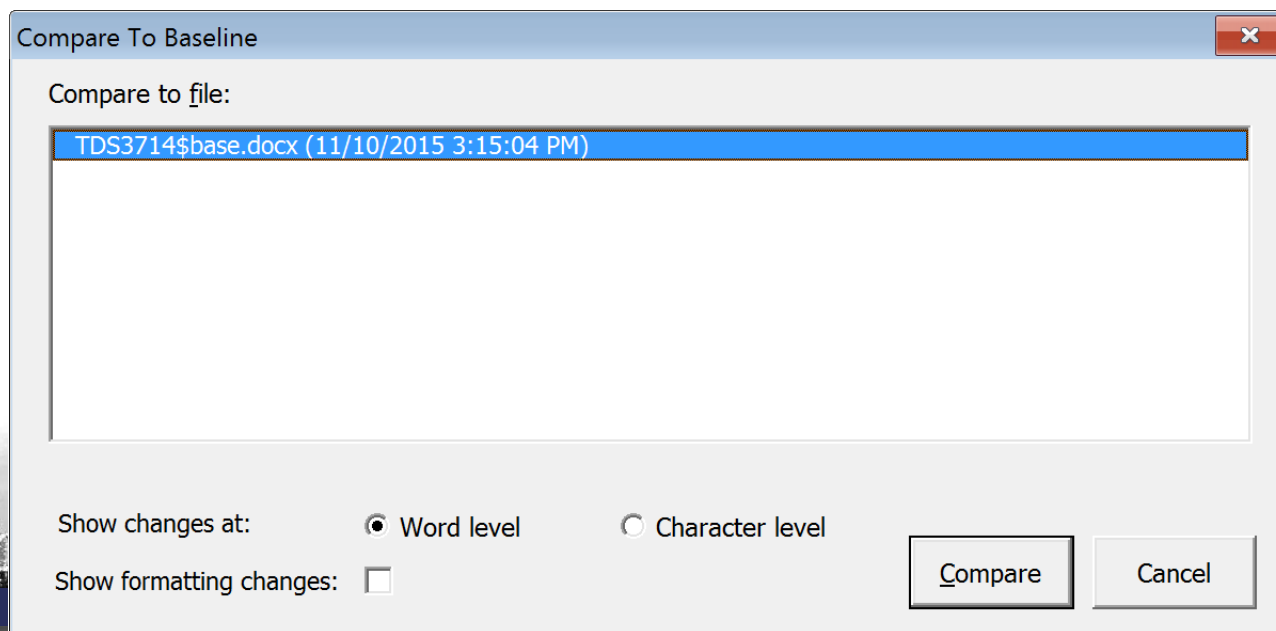 Compare To Baseline
Compare to file:
TDS3714$base.docx (11/10/2015 3:15:04 PM)
Show changes at: Word level Character level
Show formatting changes:
Compare Cancel